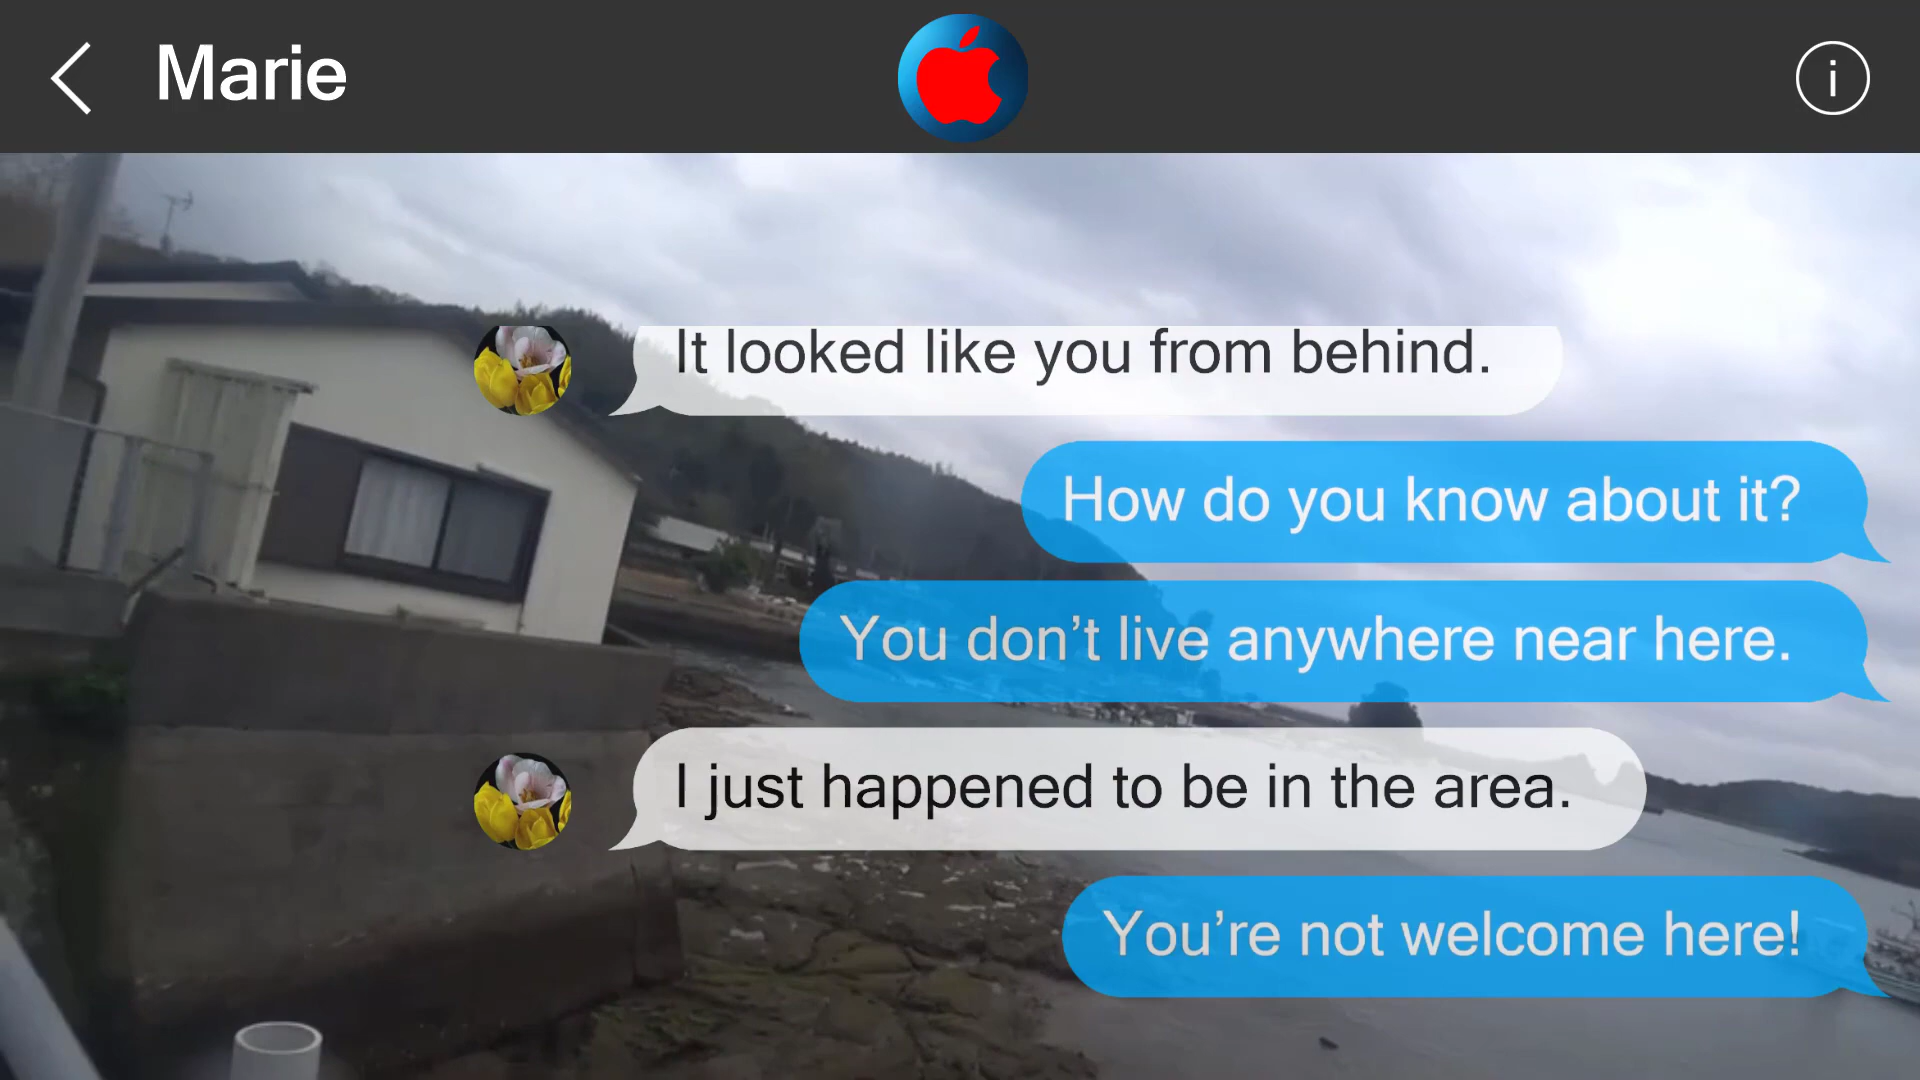 Marie
i
It looked like you from behind.
How do you know about it?
You don’t live anywhere near here.
I just happened to be in the area.
You’re not welcome here!